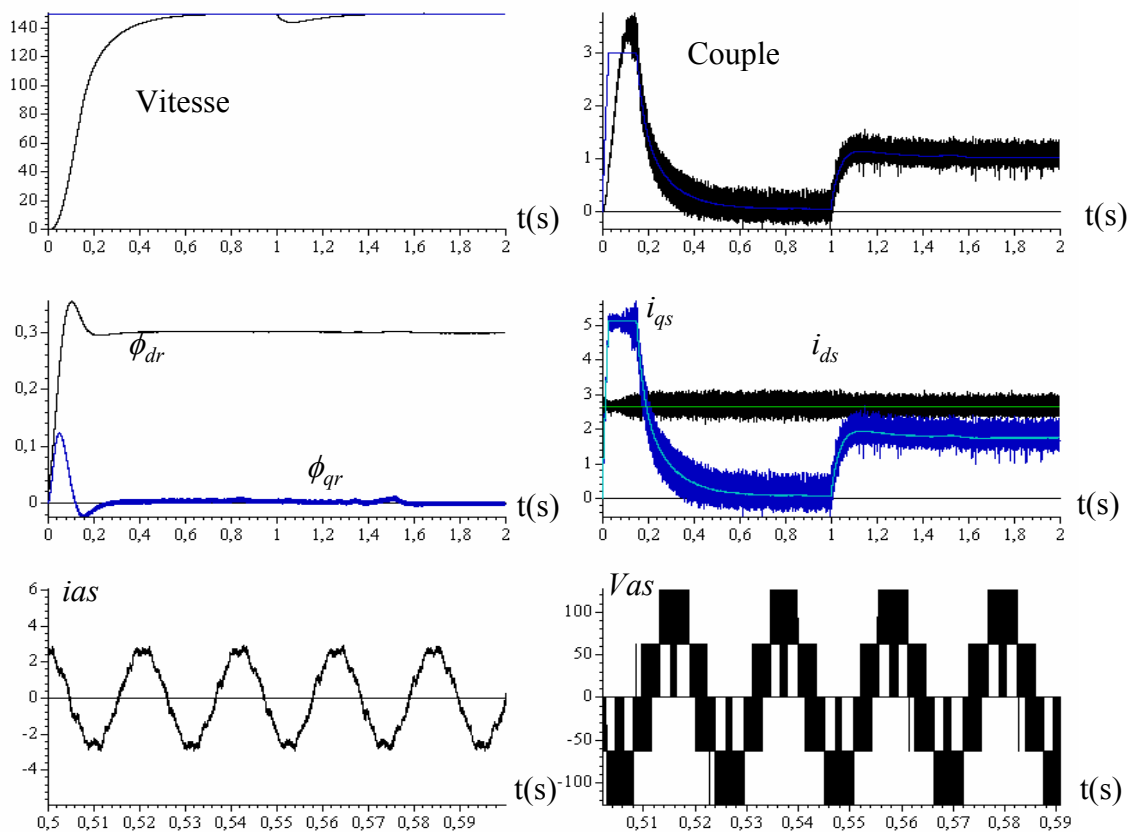 140
120
100
80
60
40
20
0
Vitesse
t(s)
0 0,2 0,4 0,6 0,8 1 1,2 1,4 1,6 1,8 2
3
2
1
0
Couple
t(s)
0 0,2 0,4 0,6 0,8 1 1,2 1,4 1,6 1,8 2
0,3
0,2
0,1
0
ϕdr
ϕqr
t(s)
0 0,2 0,4 0,6 0,8 1 1,2 1,4 1,6 1,8 2
5
4
3
2
1
0
iqs
ids
t(s)
0 0,2 0,4 0,6 0,8 1 1,2 1,4 1,6 1,8 2
6
4
2
0
-2
-4
ias
t(s)
0,5 0,51 0,52 0,53 0,54 0,55 0,56 0,57 0,58 0,59
100
50
0
-50
-100
Vas
t(s)
0,51 0,52 0,53 0,54 0,55 0,56 0,57 0,58 0,59